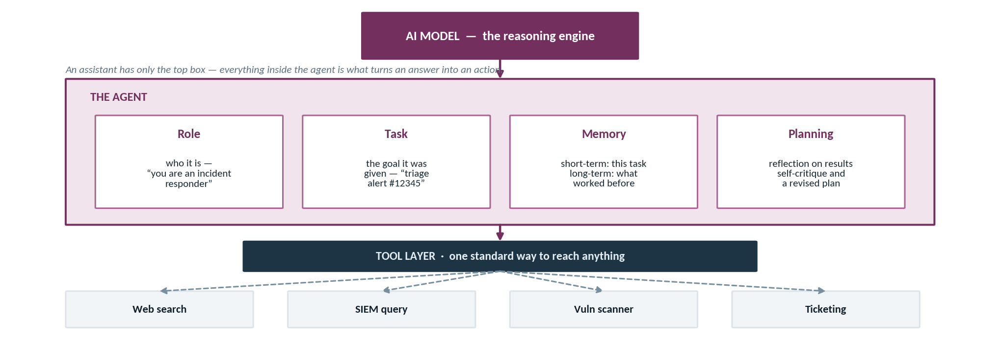 AI MODEL — the reasoning engine
An assistant has only the top box — everything inside the agent is what turns an answer into an action.
THE AGENT
Role
who it is —
“you are an incident
responder”
Task
the goal it was
given — “triage
alert #12345”
Memory
short-term: this task
long-term: what
worked before
Planning
reflection on results
self-critique and
a revised plan
TOOL LAYER · one standard way to reach anything
Web search
SIEM query
Vuln scanner
Ticketing